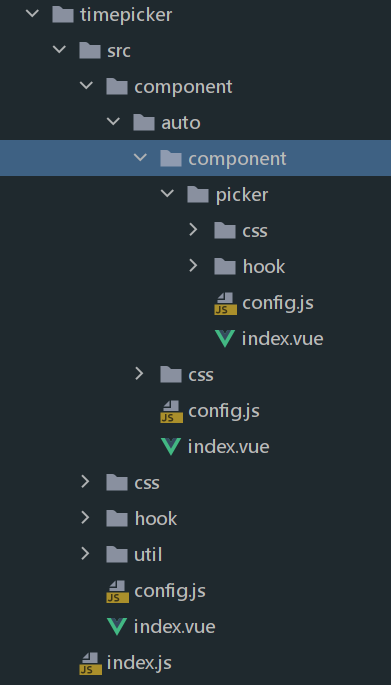 timepicker
src
component
auto
component
picker
css
hook
JS config.js
index.vue
css
JS config.js
index.vue
css
hook
util
JS config.js
index.vue
JS index.js